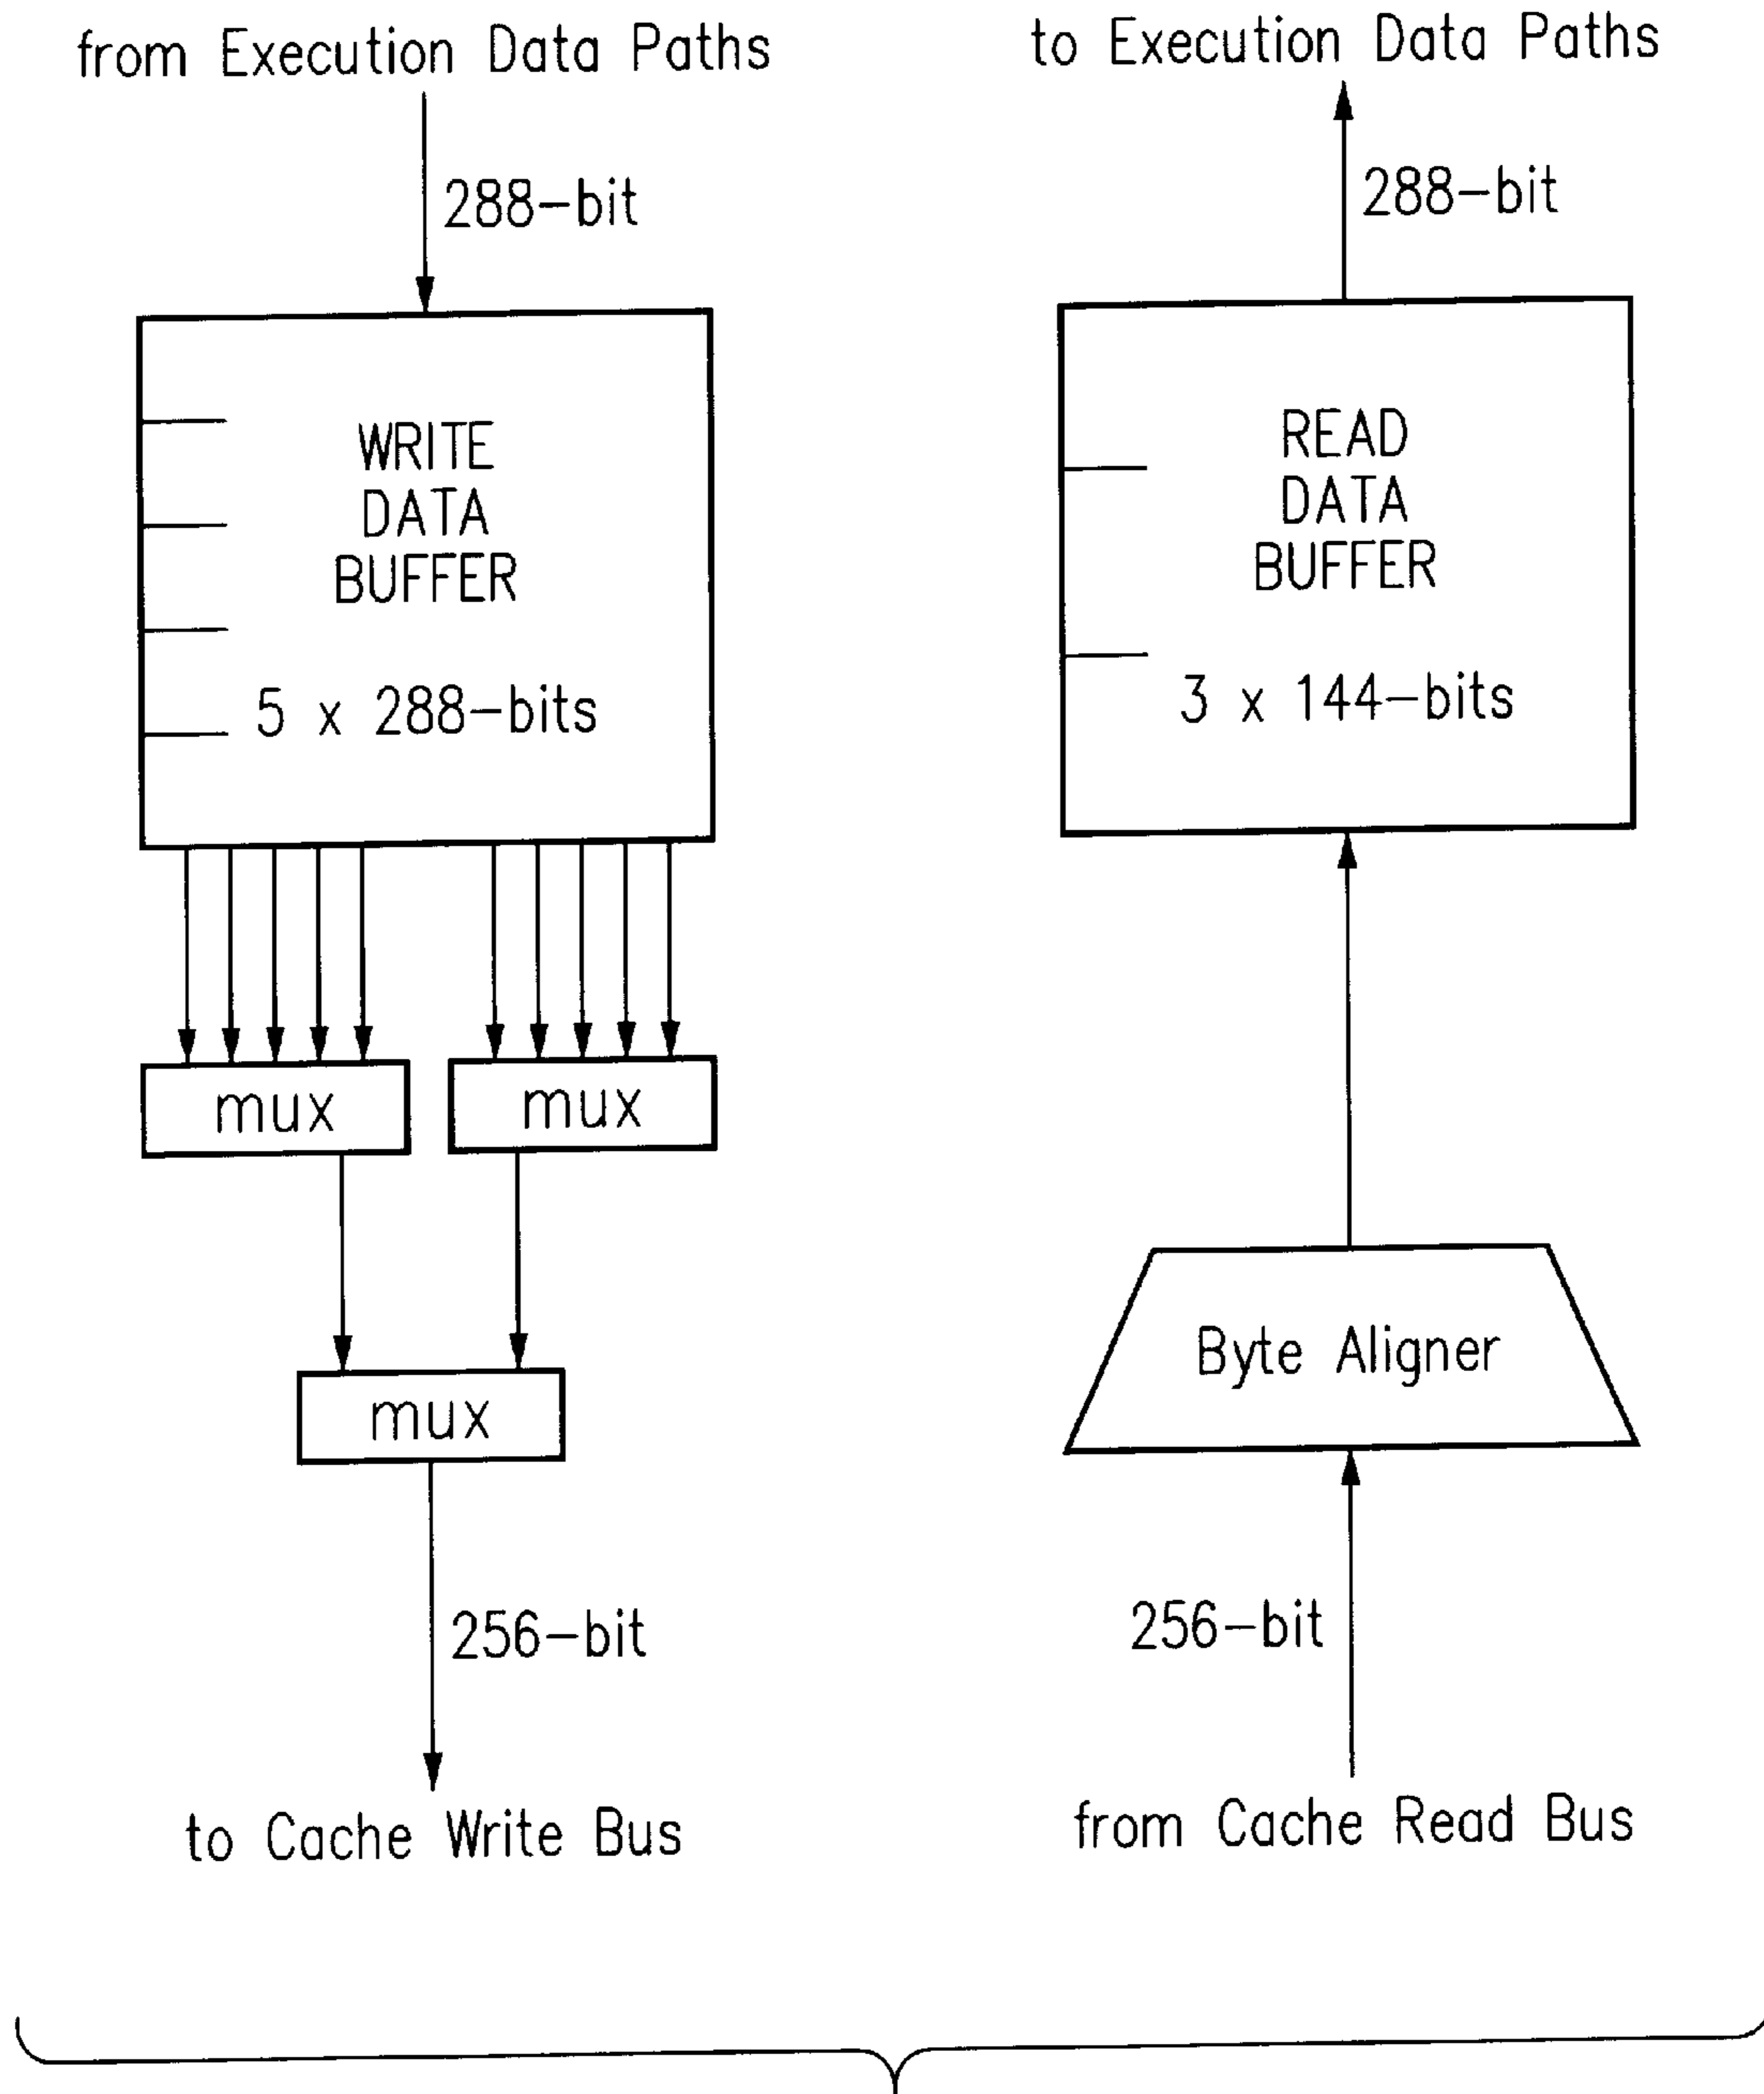 from Execution Data Paths
288-bit
WRITE
DATA
BUFFER
5 x 288-bits
mux
mux
mux
256-bit
to Cache Write Bus
to Execution Data Paths
288-bit
READ
DATA
BUFFER
3 x 144-bits
Byte Aligner
256-bit
from Cache Read Bus